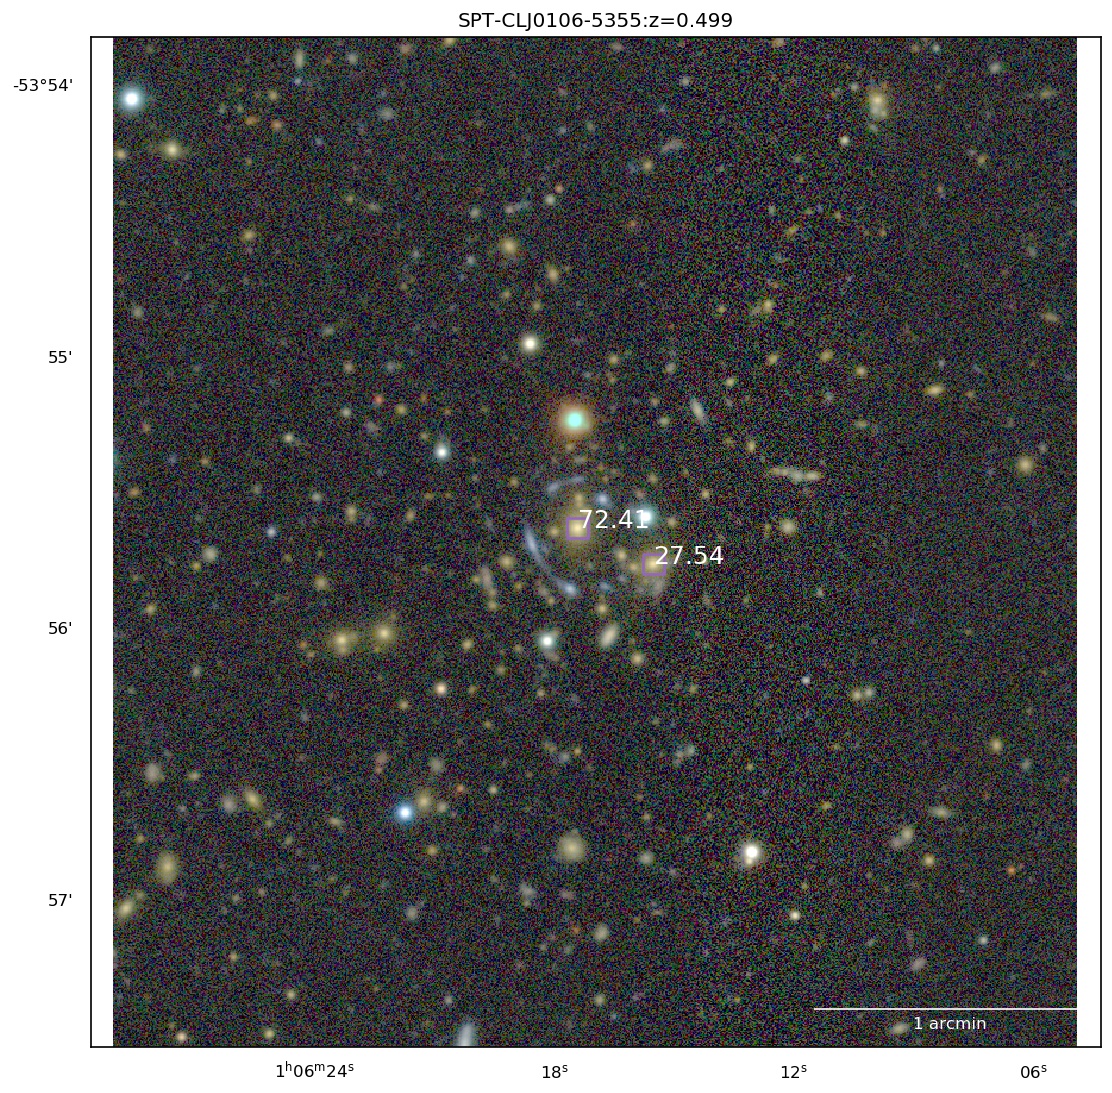 SPT-CLJ0106-5355:z=0.499
-53°54'
55'
72.41
27.54
56'
57'
1 arcmin
1ʰ06ᵐ24ˢ 18ˢ 12ˢ 06ˢ